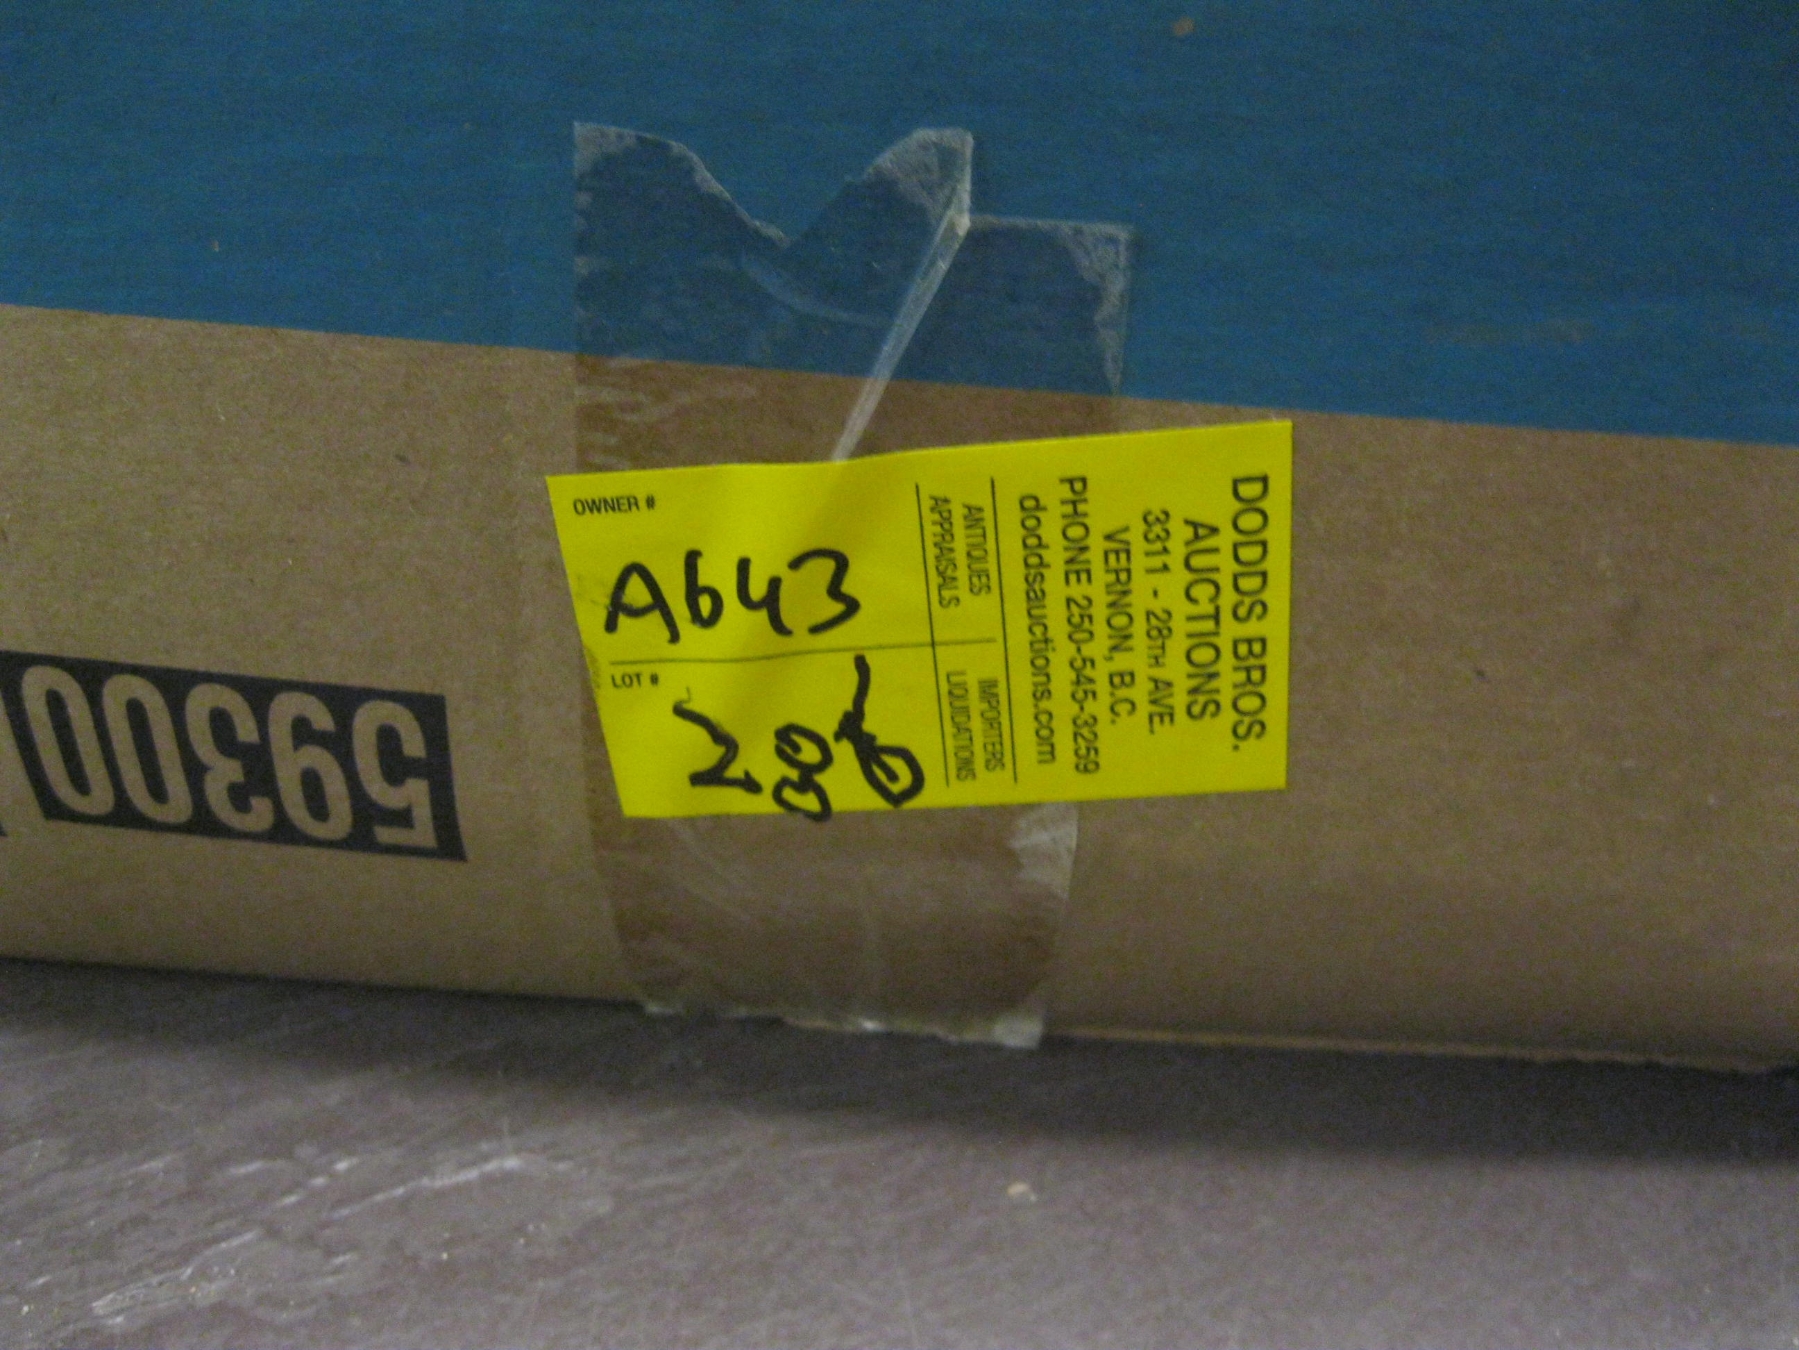 DODDS BROS.
AUCTIONS
3311 - 28TH AVE.
VERNON, B.C.
PHONE 250-545-3259
doddsauctions.com
ANTIQUES IMPORTERS
APPRAISALS LIQUIDATIONS
OWNER #
A643
LOT #
59300